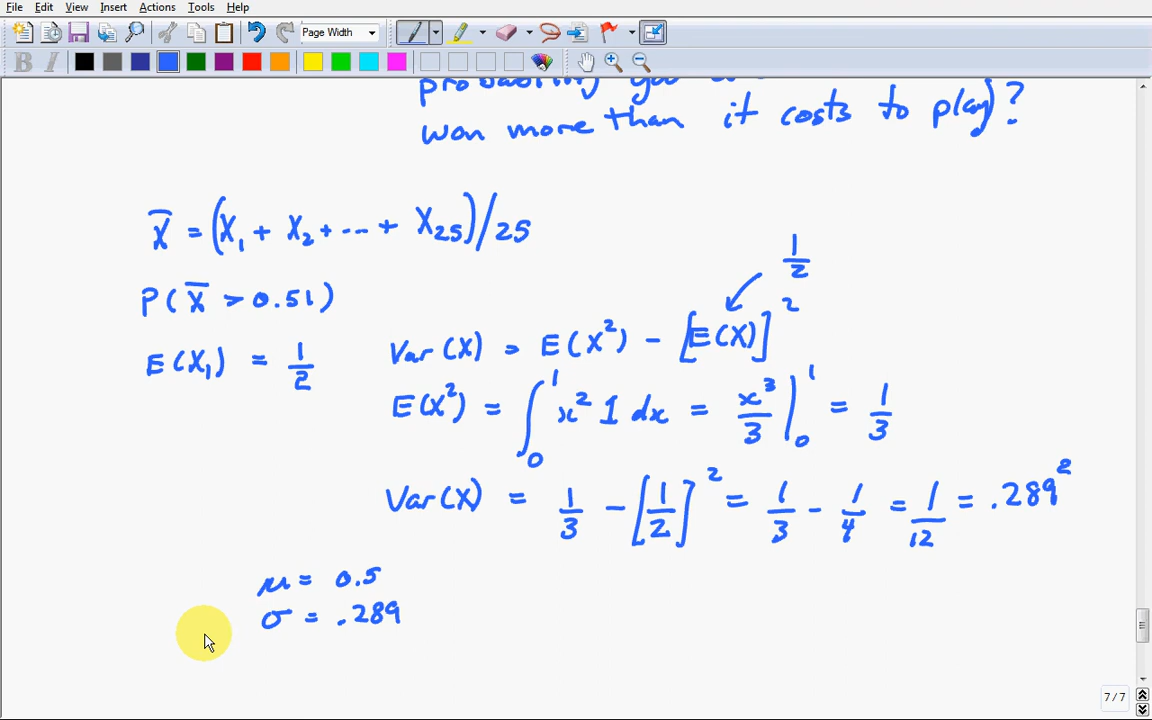 File Edit View Insert Actions Tools Help
Page Width
B I
probability you
won more than it costs to play?
X̅ = (X₁ + X₂ + ... + X₂₅)/25
P(X̅ > 0.51)
1/2
Var(X) = E(X²) - [E(X)]²
E(X₁) = 1/2
E(X²) = ∫₀¹ x² 1 dx = x³/3 |₀¹ = 1/3
Var(X) = 1/3 - [1/2]² = 1/3 - 1/4 = 1/12 = .289²
μ = 0.5
σ = .289
7/7